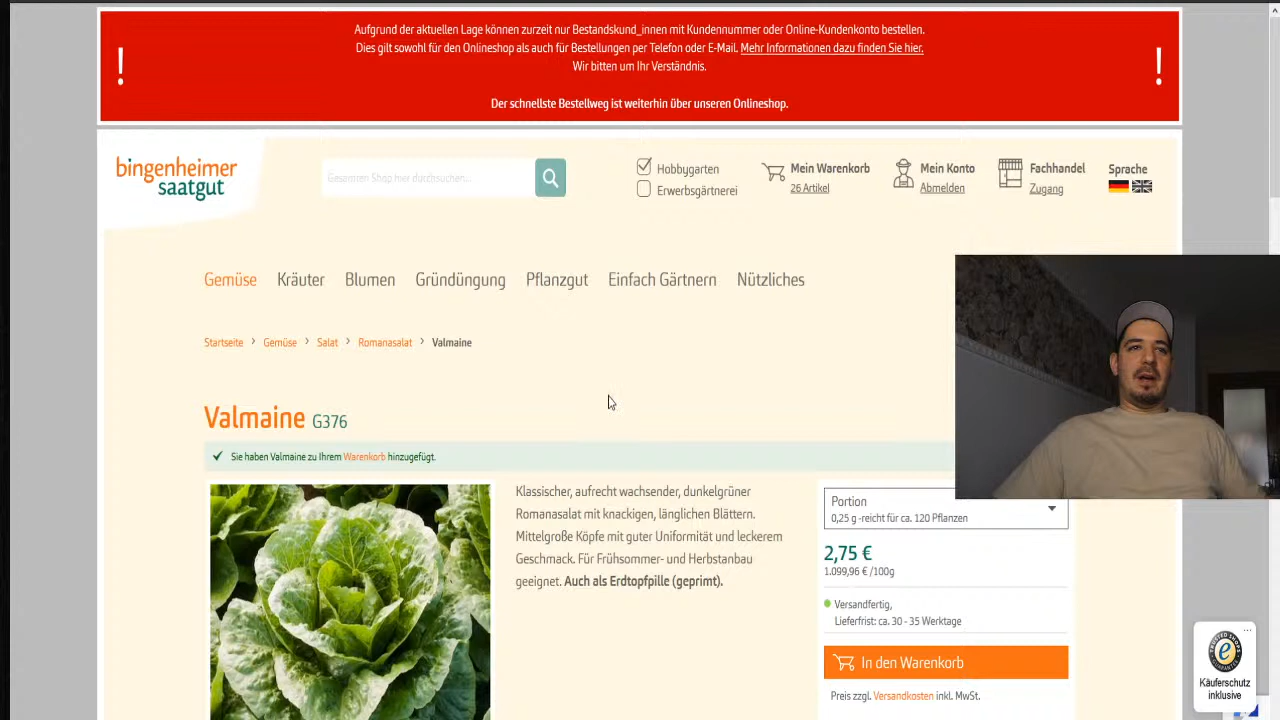 Aufgrund der aktuellen Lage können zurzeit nur Bestandskund_innen mit Kundennummer oder Online-Kundenkonto bestellen.
Dies gilt sowohl für den Onlineshop als auch für Bestellungen per Telefon oder E-Mail. Mehr Informationen dazu finden Sie hier.
Wir bitten um Ihr Verständnis.
Der schnellste Bestellweg ist weiterhin über unseren Onlineshop.
!
!
bingenheimer
saatgut
Gesamten Shop hier durchsuchen...
Hobbygarten
Erwerbsgärtnerei
Mein Warenkorb
26 Artikel
Mein Konto
Abmelden
Fachhandel
Zugang
Sprache
Gemüse Kräuter Blumen Gründüngung Pflanzgut Einfach Gärtnern Nützliches
Startseite > Gemüse > Salat > Romanasalat > Valmaine
Valmaine G376
Sie haben Valmaine zu Ihrem Warenkorb hinzugefügt.
Klassischer, aufrecht wachsender, dunkelgrüner
Romanasalat mit knackigen, länglichen Blättern.
Mittelgroße Köpfe mit guter Uniformität und leckerem
Geschmack. Für Frühsommer- und Herbstanbau
geeignet. Auch als Erdtopfpille (geprimt).
Portion
0,25 g -reicht für ca. 120 Pflanzen
2,75 €
1.099,96 € /100g
Versandfertig,
Lieferfrist: ca. 30 - 35 Werktage
In den Warenkorb
Preis zzgl. Versandkosten inkl. MwSt.
TRUSTED SHOPS
GUARANTEE
e
...
Käuferschutz
inklusive